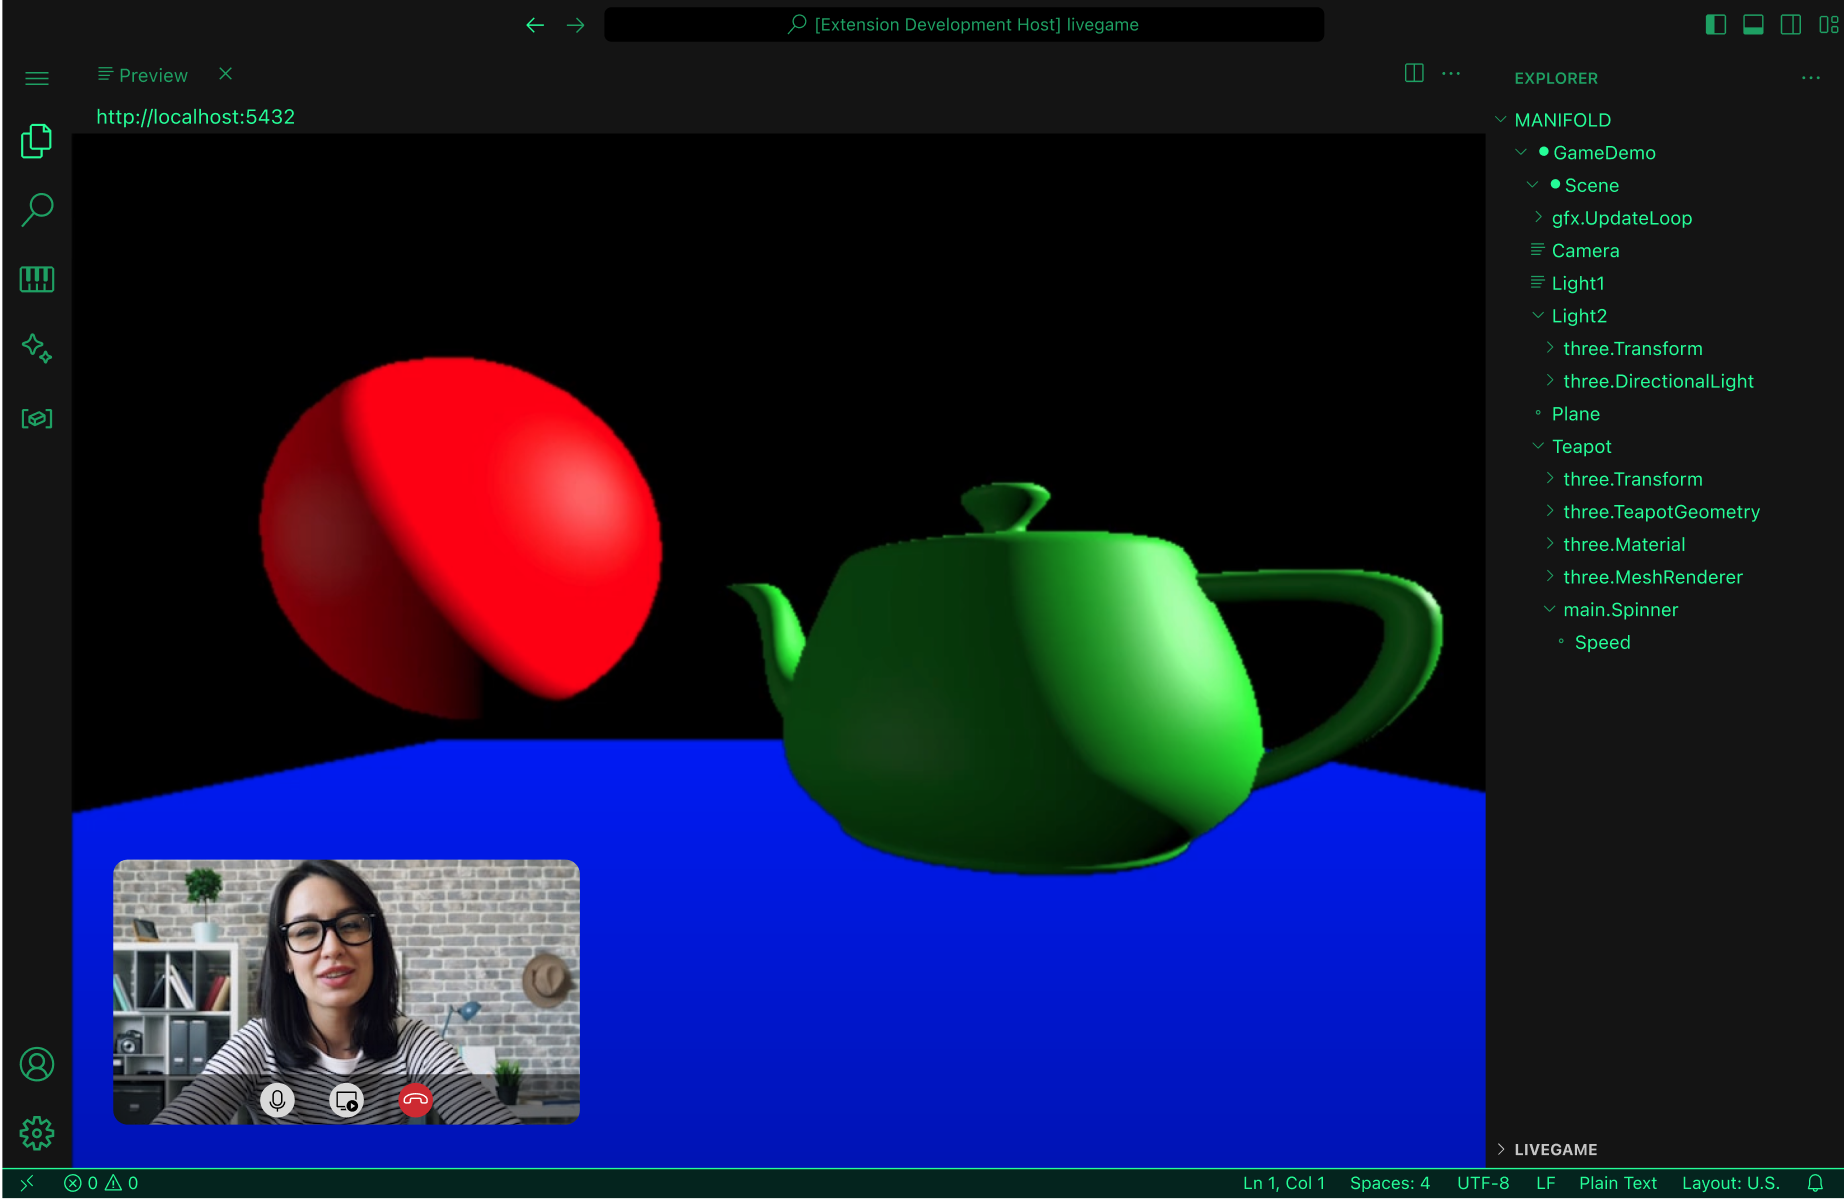 [Extension Development Host] livegame
Preview
http://localhost:5432
EXPLORER
MANIFOLD
GameDemo
Scene
gfx.UpdateLoop
Camera
Light1
Light2
three.Transform
three.DirectionalLight
Plane
Teapot
three.Transform
three.TeapotGeometry
three.Material
three.MeshRenderer
main.Spinner
Speed
LIVEGAME
0 0 Ln 1, Col 1 Spaces: 4 UTF-8 LF Plain Text Layout: U.S.